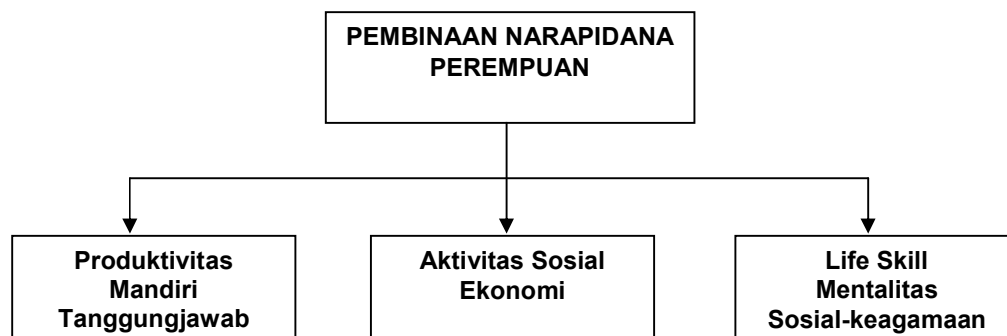 PEMBINAAN NARAPIDANA
PEREMPUAN
Produktivitas
Mandiri
Tanggungjawab
Aktivitas Sosial
Ekonomi
Life Skill
Mentalitas
Sosial-keagamaan